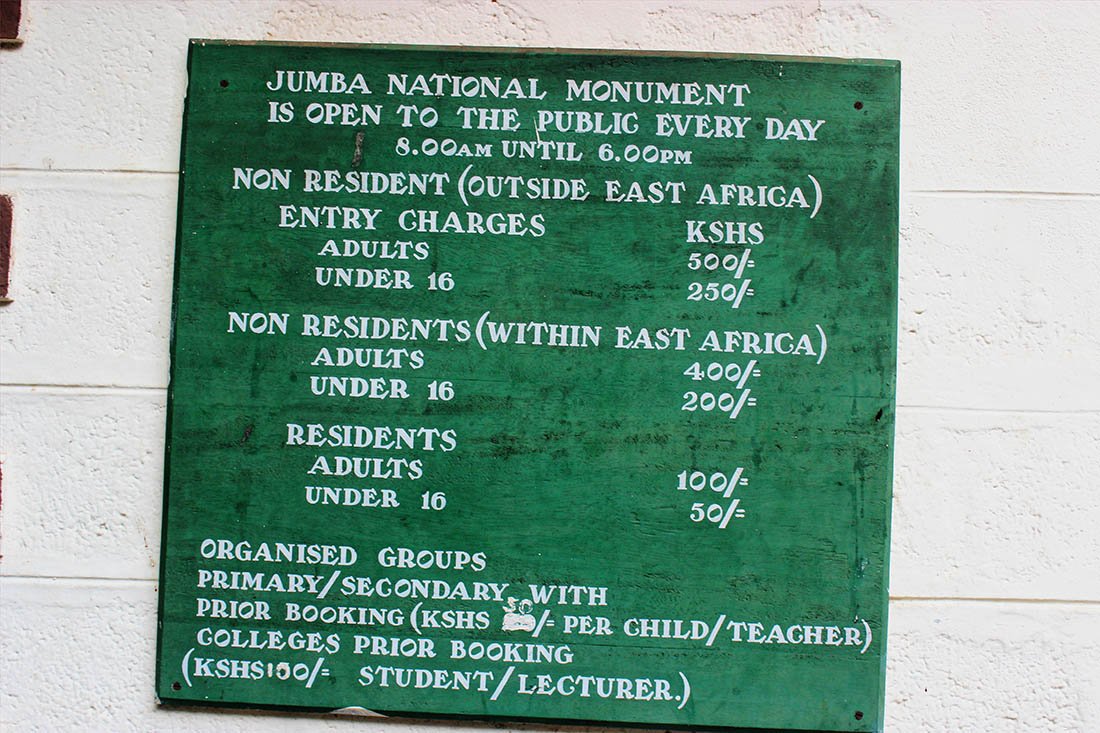 JUMBA NATIONAL MONUMENT
IS OPEN TO THE PUBLIC EVERY DAY
8.00AM UNTIL 6.00PM
NON RESIDENT (OUTSIDE EAST AFRICA)
ENTRY CHARGES KSHS
ADULTS 500/=
UNDER 16 250/=
NON RESIDENTS (WITHIN EAST AFRICA)
ADULTS 400/=
UNDER 16 200/=
RESIDENTS
ADULTS 100/=
UNDER 16 50/=
ORGANISED GROUPS
PRIMARY/SECONDARY WITH
PRIOR BOOKING (KSHS /= PER CHILD/TEACHER)
COLLEGES PRIOR BOOKING
(KSHS /= STUDENT/LECTURER.)